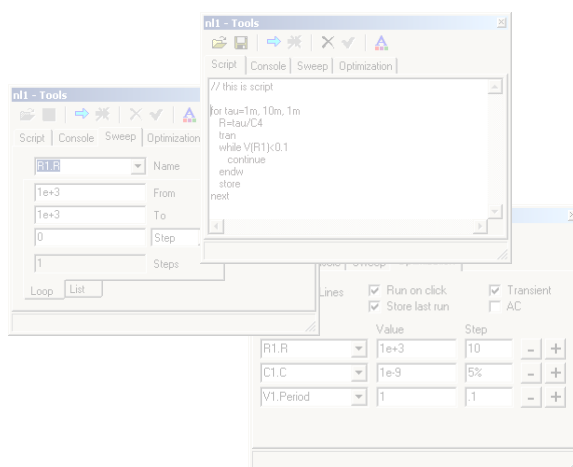 nl1 - Tools
Script Console Sweep Optimization
// this is script
for tau=1m, 10m, 1m
R=tau/C4
tran
while V(R1)<0.1
continue
endw
store
next
nl1 - Tools
Script Console Sweep Optimization
R1.R Name
1e+3 From
1e+3 To
0 Step
1 Steps
Loop List
Lines Run on click Transient
Store last run AC
Value Step
R1.R 1e+3 10 - +
C1.C 1e-9 5% - +
V1.Period 1 .1 - +